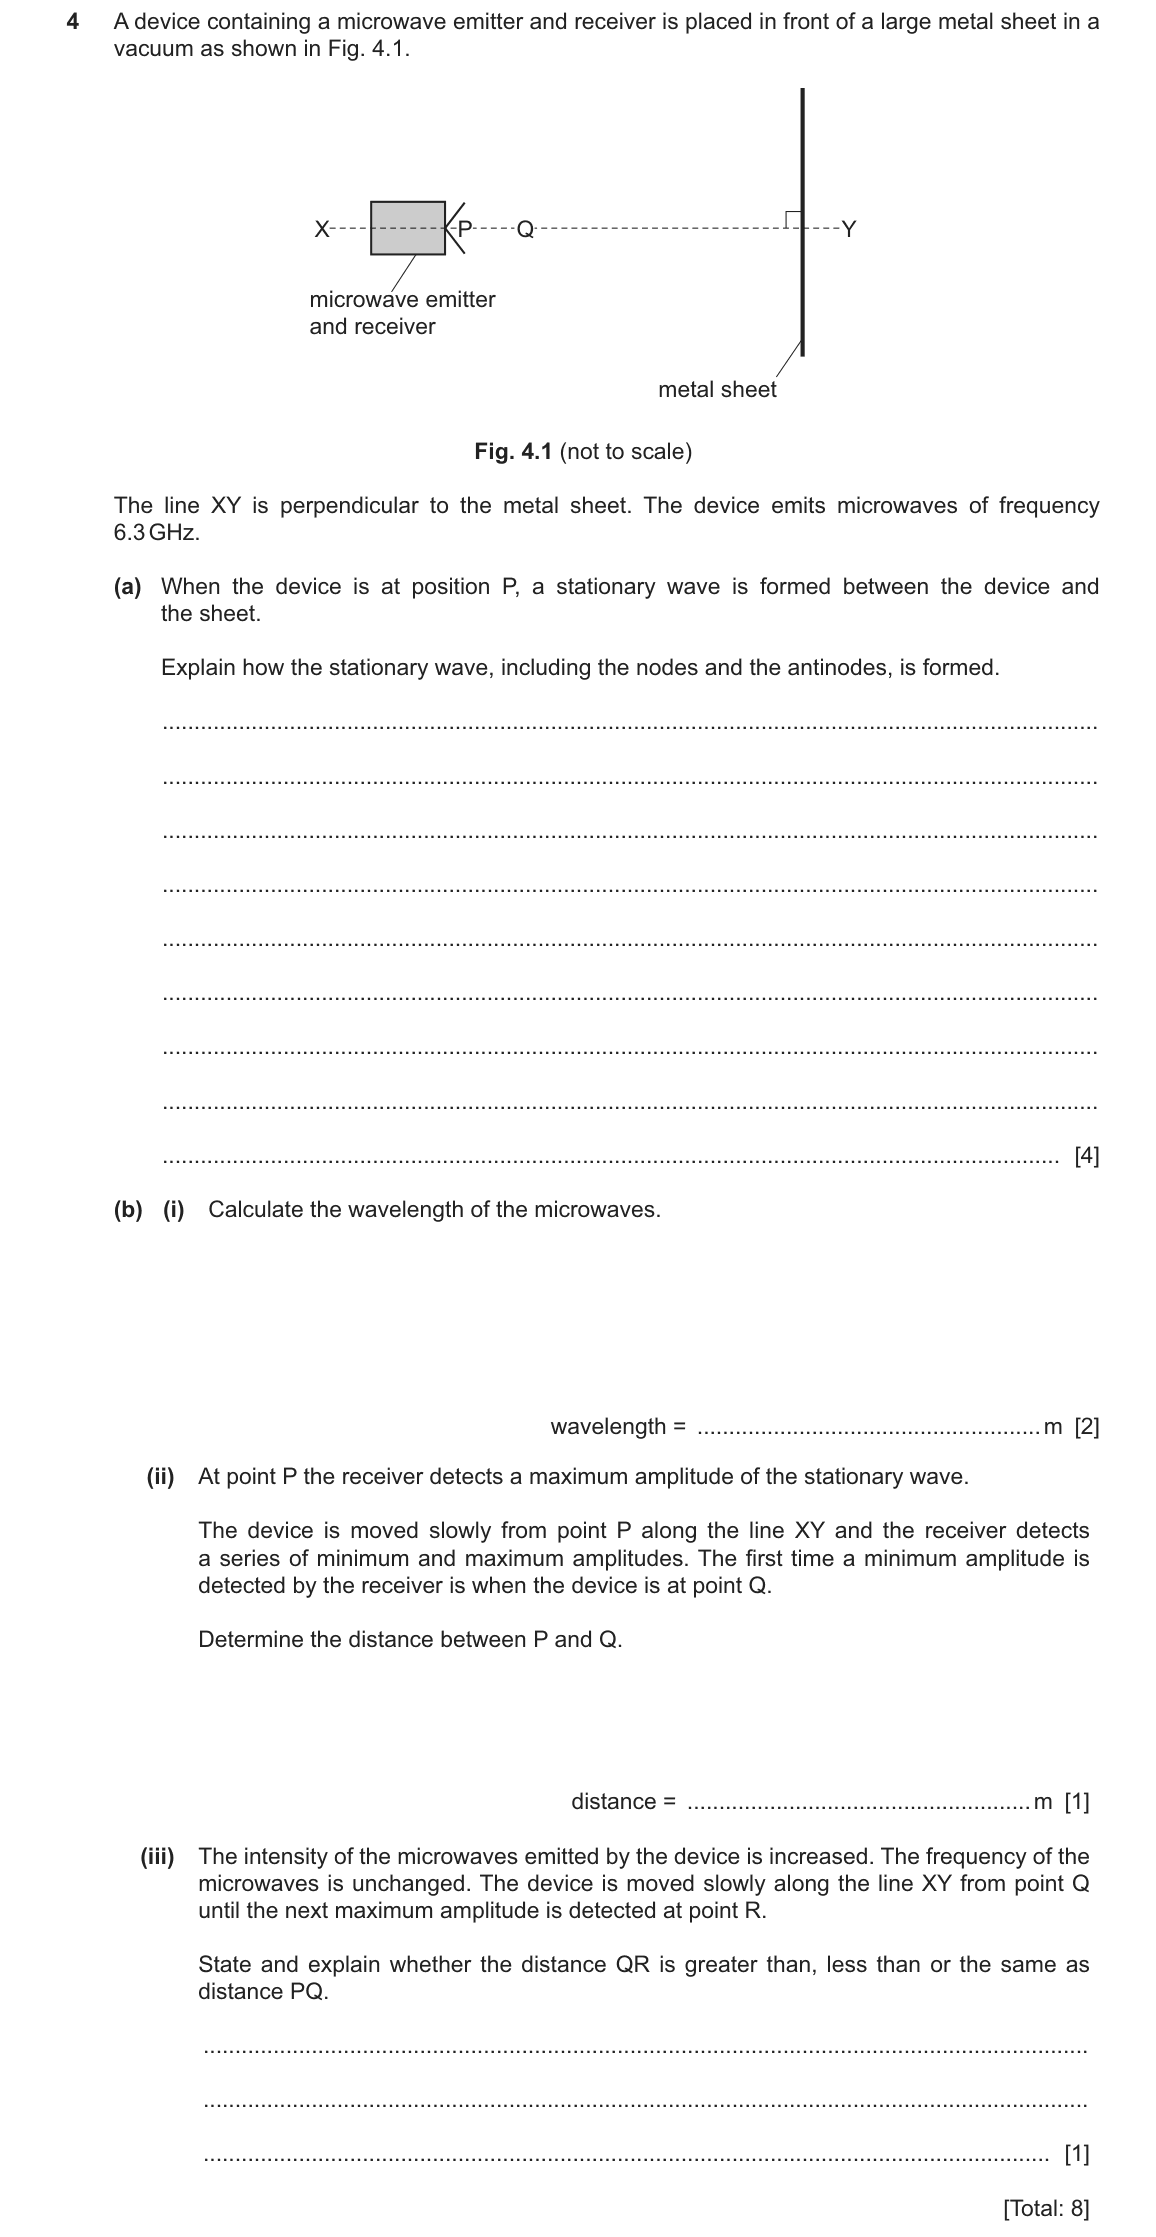 4 A device containing a microwave emitter and receiver is placed in front of a large metal sheet in a
vacuum as shown in Fig. 4.1.
X P Q Y
microwave emitter
and receiver
metal sheet
Fig. 4.1 (not to scale)
The line XY is perpendicular to the metal sheet. The device emits microwaves of frequency
6.3 GHz.
(a) When the device is at position P, a stationary wave is formed between the device and
the sheet.
Explain how the stationary wave, including the nodes and the antinodes, is formed.
[4]
(b) (i) Calculate the wavelength of the microwaves.
wavelength = ...................................................... m [2]
(ii) At point P the receiver detects a maximum amplitude of the stationary wave.
The device is moved slowly from point P along the line XY and the receiver detects
a series of minimum and maximum amplitudes. The first time a minimum amplitude is
detected by the receiver is when the device is at point Q.
Determine the distance between P and Q.
distance = ...................................................... m [1]
(iii) The intensity of the microwaves emitted by the device is increased. The frequency of the
microwaves is unchanged. The device is moved slowly along the line XY from point Q
until the next maximum amplitude is detected at point R.
State and explain whether the distance QR is greater than, less than or the same as
distance PQ.
[1]
[Total: 8]